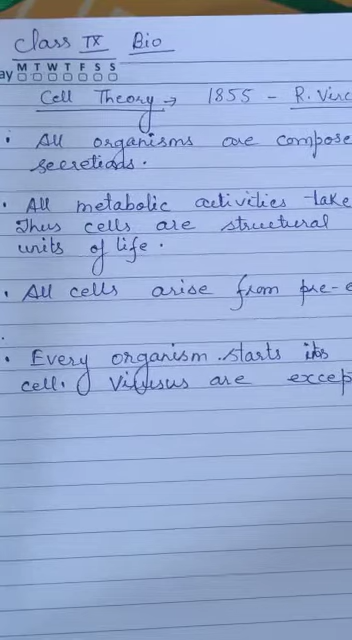 Class IX Bio
ay M T W T F S S
Cell Theory → 1855 - R. Virc
• All organisms are compose
secretions.
• All metabolic activities take
Thus cells are structural
units of life.
• All cells arise from pre-e
• Every organism starts its
cell. Viruses are excep